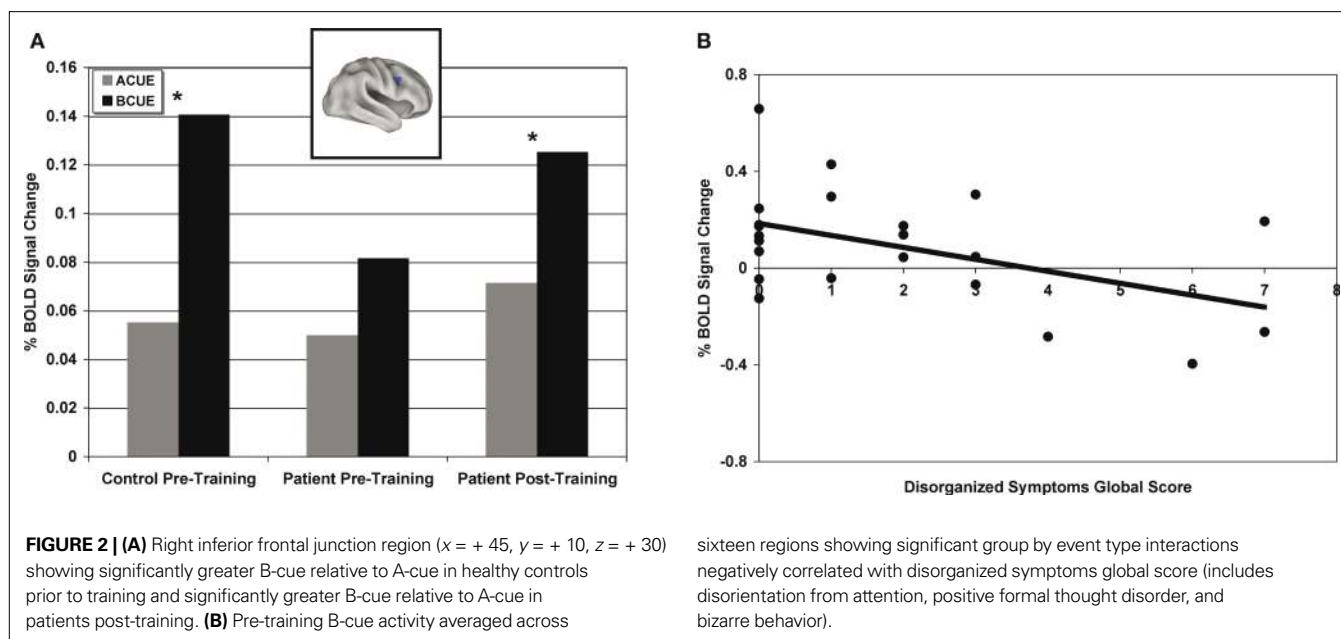 A
0.16
ACUE
BCUE
*
0.14
0.12
*
0.1
0.08
0.06
0.04
0.02
0
% BOLD Signal Change
Control Pre-Training
Patient Pre-Training
Patient Post-Training
B
0.8
0.4
0
-0.4
-0.8
% BOLD Signal Change
0 1 2 3 4 5 6 7 8
Disorganized Symptoms Global Score
FIGURE 2 | (A) Right inferior frontal junction region (x = + 45, y = + 10, z = + 30)
showing significantly greater B-cue relative to A-cue in healthy controls
prior to training and significantly greater B-cue relative to A-cue in
patients post-training. (B) Pre-training B-cue activity averaged across
sixteen regions showing significant group by event type interactions
negatively correlated with disorganized symptoms global score (includes
disorientation from attention, positive formal thought disorder, and
bizarre behavior).